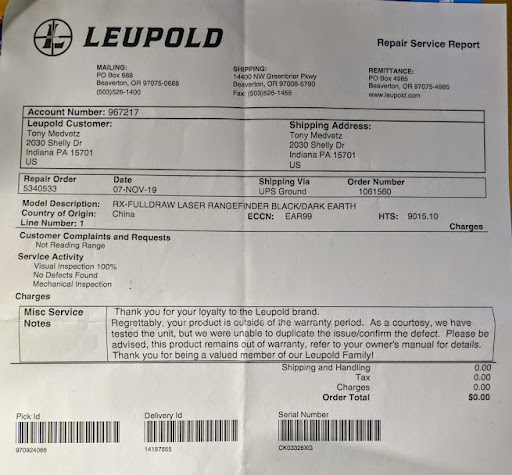 LEUPOLD
Repair Service Report
MAILING:
PO Box 688
Beaverton, OR 97075-0688
(503)526-1400
SHIPPING:
14400 NW Greenbrier Pkwy
Beaverton, OR 97006-5790
Fax: (503)526-1455
REMITTANCE:
PO Box 4985
Beaverton, OR 97075-4985
www.leupold.com
Account Number: 967217
Leupold Customer:
Tony Medvetz
2030 Shelly Dr
Indiana PA 15701
US
Shipping Address:
Tony Medvetz
2030 Shelly Dr
Indiana PA 15701
US
Repair Order Date Shipping Via Order Number
5340533 07-NOV-19 UPS Ground 1061560
Model Description: RX-FULLDRAW LASER RANGEFINDER BLACK/DARK EARTH
Country of Origin: China ECCN: EAR99 HTS: 9015.10
Line Number: 1 Charges
Customer Complaints and Requests
Not Reading Range
Service Activity
Visual Inspection 100%
No Defects Found
Mechanical Inspection
Charges
Misc Service
Notes
Thank you for your loyalty to the Leupold brand.
Regrettably, your product is outside of the warranty period. As a courtesy, we have
tested the unit, but we were unable to duplicate the issue/confirm the defect. Please be
advised, this product remains out of warranty, refer to your owner's manual for details.
Thank you for being a valued member of our Leupold Family!
Shipping and Handling 0.00
Tax 0.00
Charges 0.00
Order Total $0.00
Pick Id
970924066
Delivery Id
14187855
Serial Number
CK03326XG